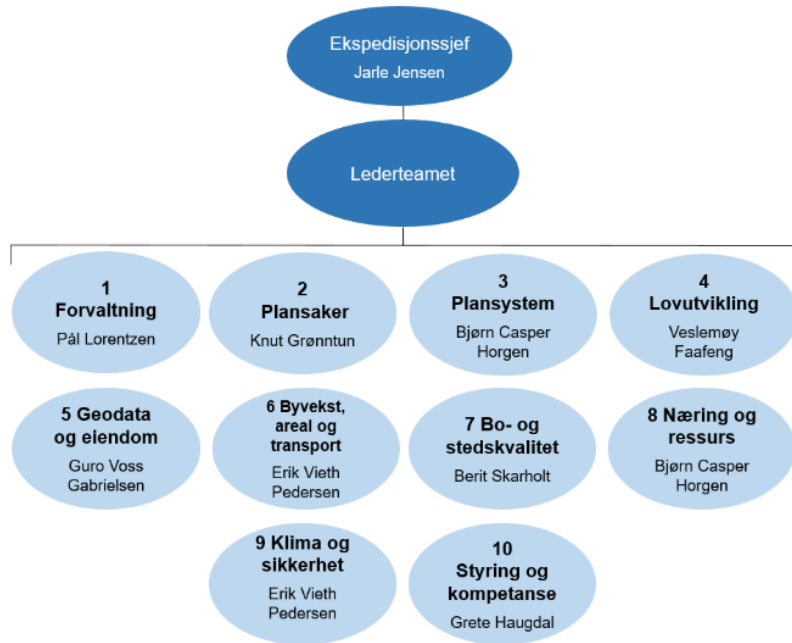 Ekspedisjonssjef
Jarle Jensen
Lederteamet
1
Forvaltning
Pål Lorentzen
2
Plansaker
Knut Grønntun
3
Plansystem
Bjørn Casper
Horgen
4
Lovutvikling
Veslemøy
Faafeng
5 Geodata
og eiendom
Guro Voss
Gabrielsen
6 Byvekst,
areal og
transport
Erik Vieth
Pedersen
7 Bo- og
stedskvalitet
Berit Skarholt
8 Næring og
ressurs
Bjørn Casper
Horgen
9 Klima og
sikkerhet
Erik Vieth
Pedersen
10
Styring og
kompetanse
Grete Haugdal